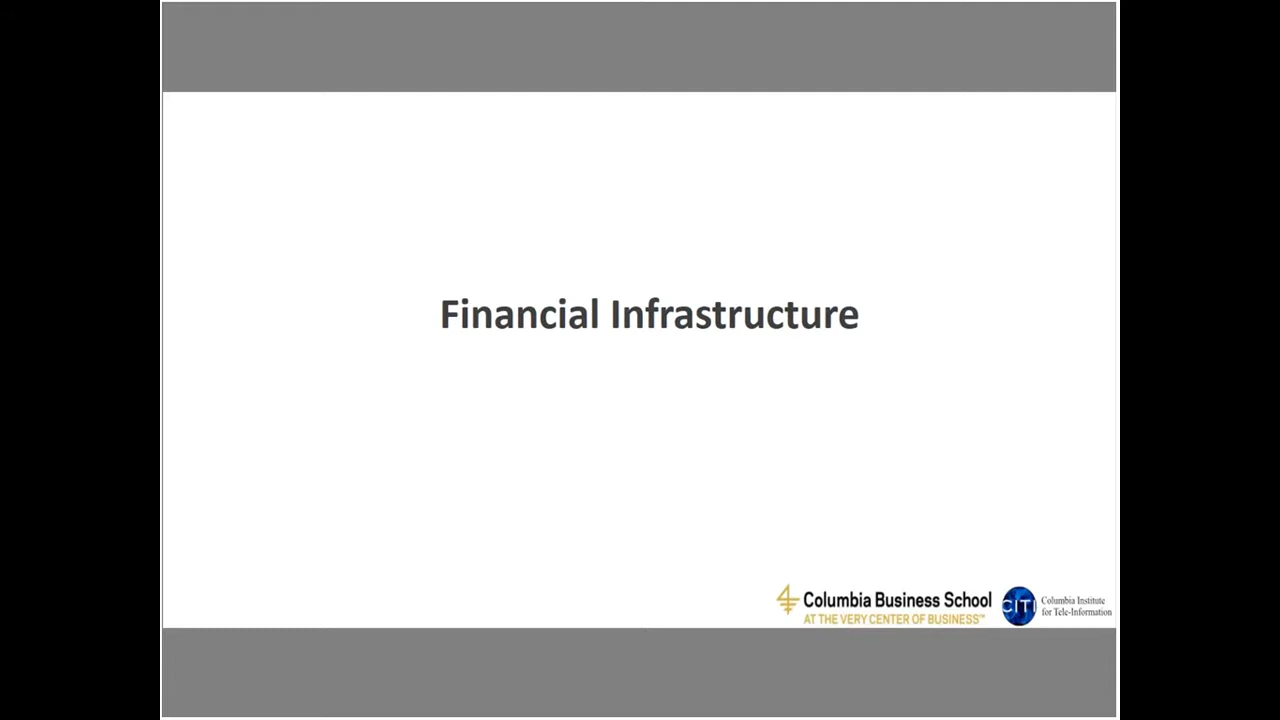 Financial Infrastructure
Columbia Business School
AT THE VERY CENTER OF BUSINESS™
CITI
Columbia Institute
for Tele-Information